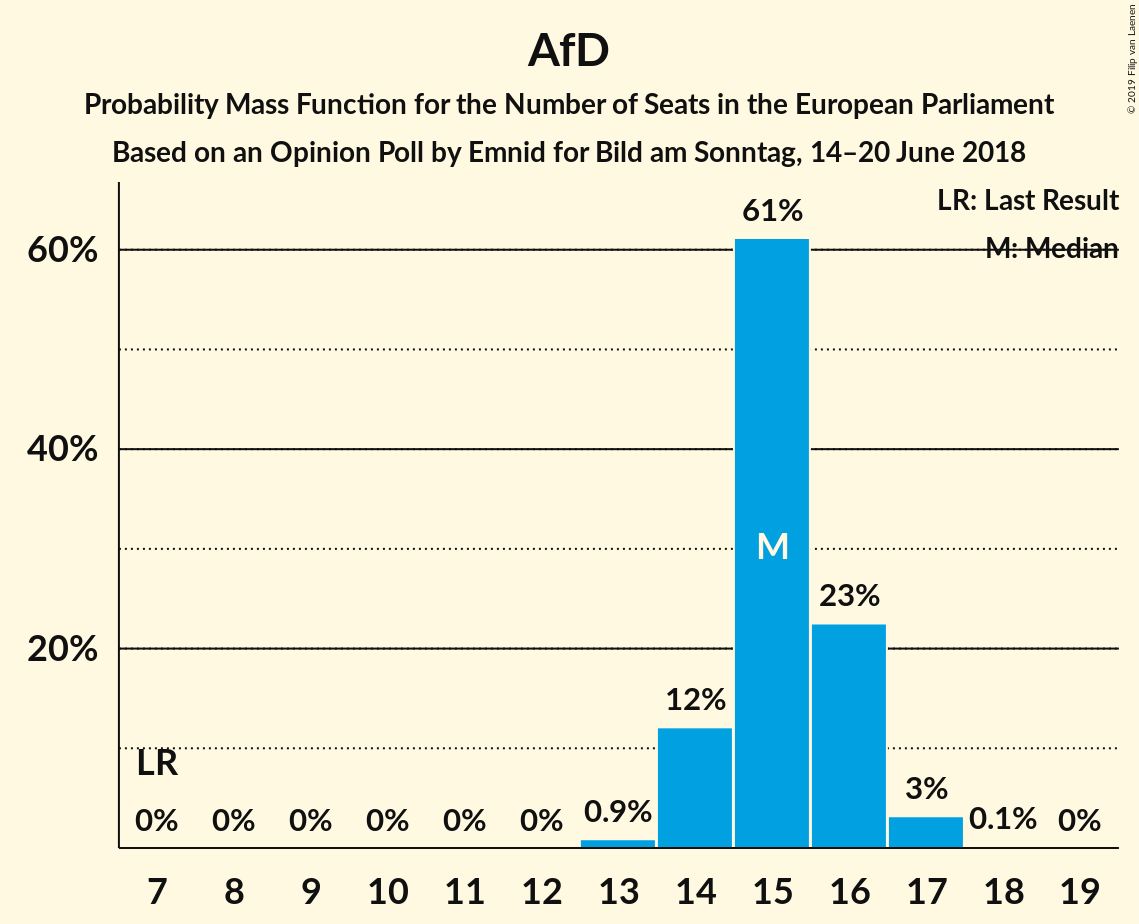 AfD
Probability Mass Function for the Number of Seats in the European Parliament
Based on an Opinion Poll by Emnid for Bild am Sonntag, 14–20 June 2018
© 2019 Filip van Laenen
LR: Last Result
M: Median
60%
40%
20%
61%
M
23%
12%
LR
3%
0% 0% 0% 0% 0% 0% 0.9% 0.1% 0%
7 8 9 10 11 12 13 14 15 16 17 18 19